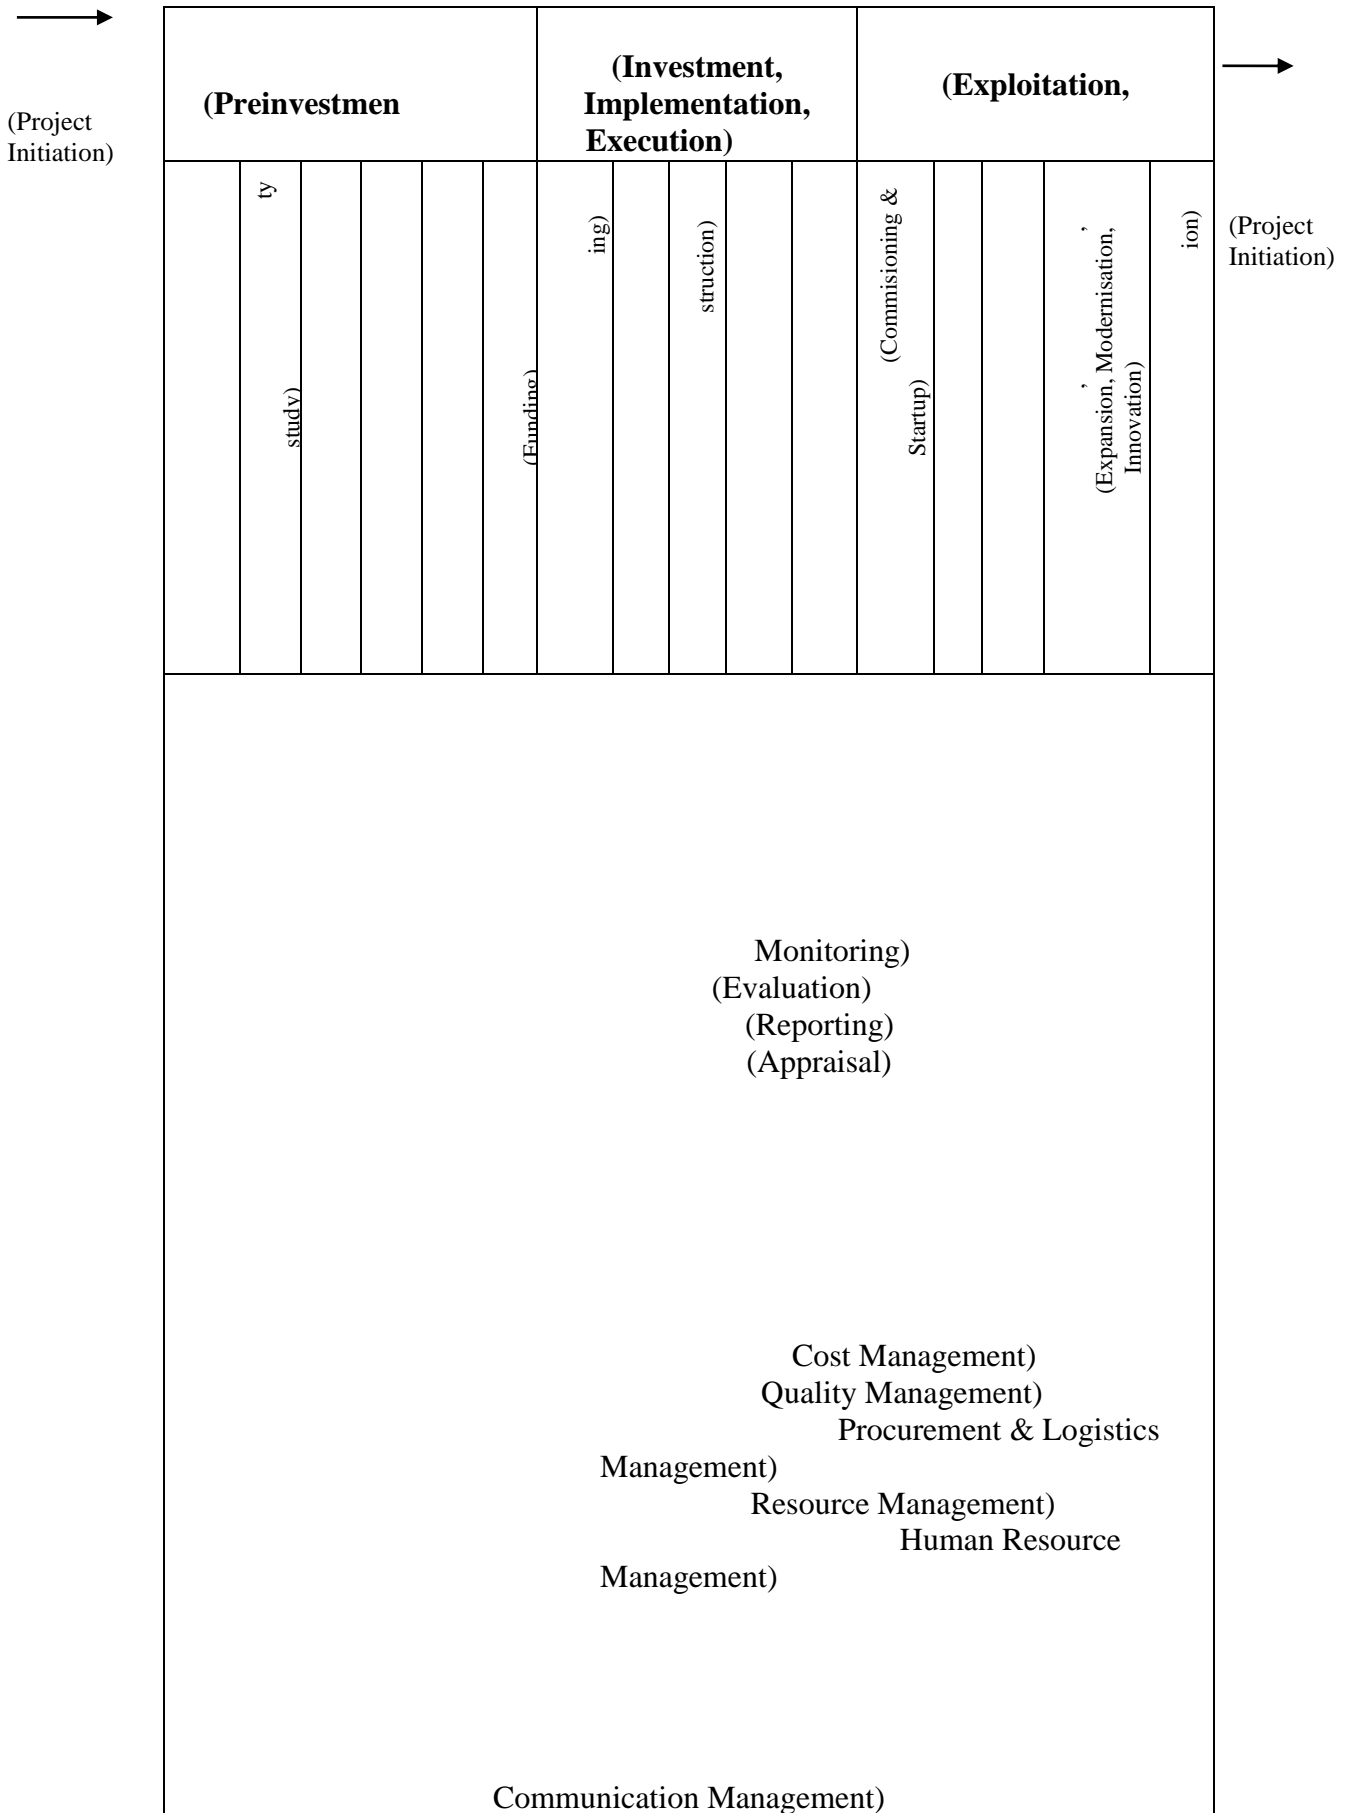 (Project
Initiation)
(Preinvestmen
(Investment,
Implementation,
Execution)
(Exploitation,
ty
study)
(Funding)
ing)
struction)
(Commisioning &
Startup)
,
,
(Expansion, Modernisation,
Innovation)
ion)
(Project
Initiation)
Monitoring)
(Evaluation)
(Reporting)
(Appraisal)
Cost Management)
Quality Management)
Procurement & Logistics
Management)
Resource Management)
Human Resource
Management)
Communication Management)